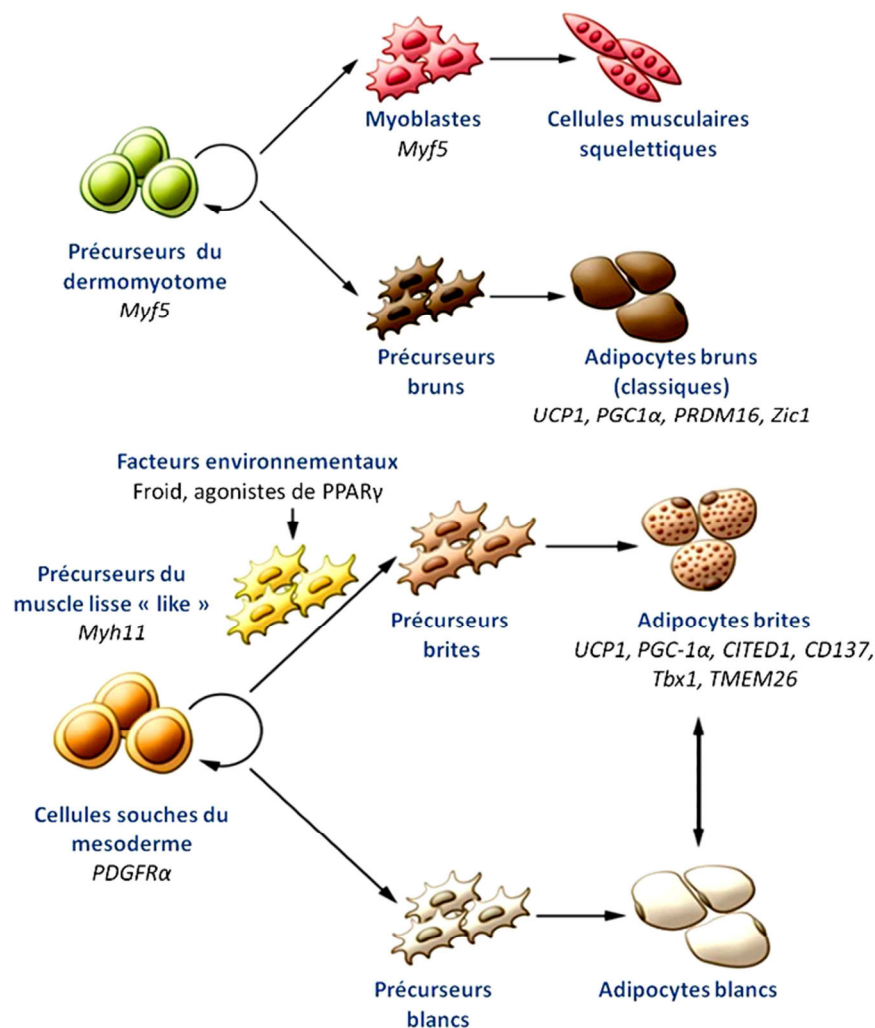 Myoblastes
Myf5
Cellules musculaires
squelettiques
Précurseurs du
dermomyotome
Myf5
Précurseurs
bruns
Adipocytes bruns
(classiques)
UCP1, PGC1α, PRDM16, Zic1
Facteurs environnementaux
Froid, agonistes de PPARγ
Précurseurs du
muscle lisse « like »
Myh11
Précurseurs
brites
Adipocytes brites
UCP1, PGC-1α, CITED1, CD137,
Tbx1, TMEM26
Cellules souches du
mesoderme
PDGFRα
Précurseurs
blancs
Adipocytes blancs